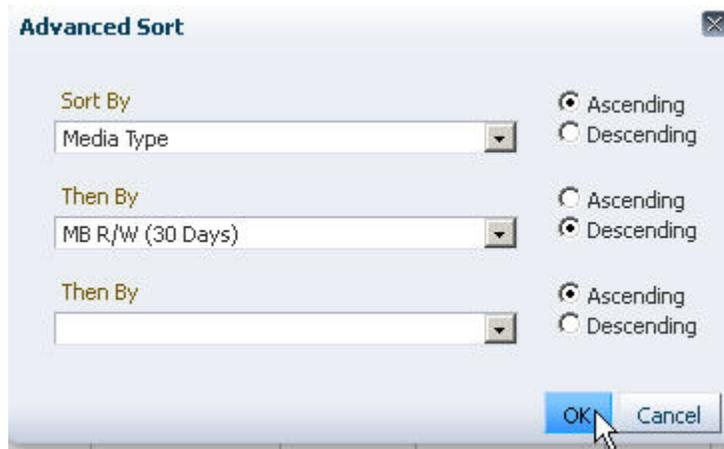 Advanced Sort
Sort By
Media Type
Ascending
Descending
Then By
MB R/W (30 Days)
Ascending
Descending
Then By
Ascending
Descending
OK
Cancel